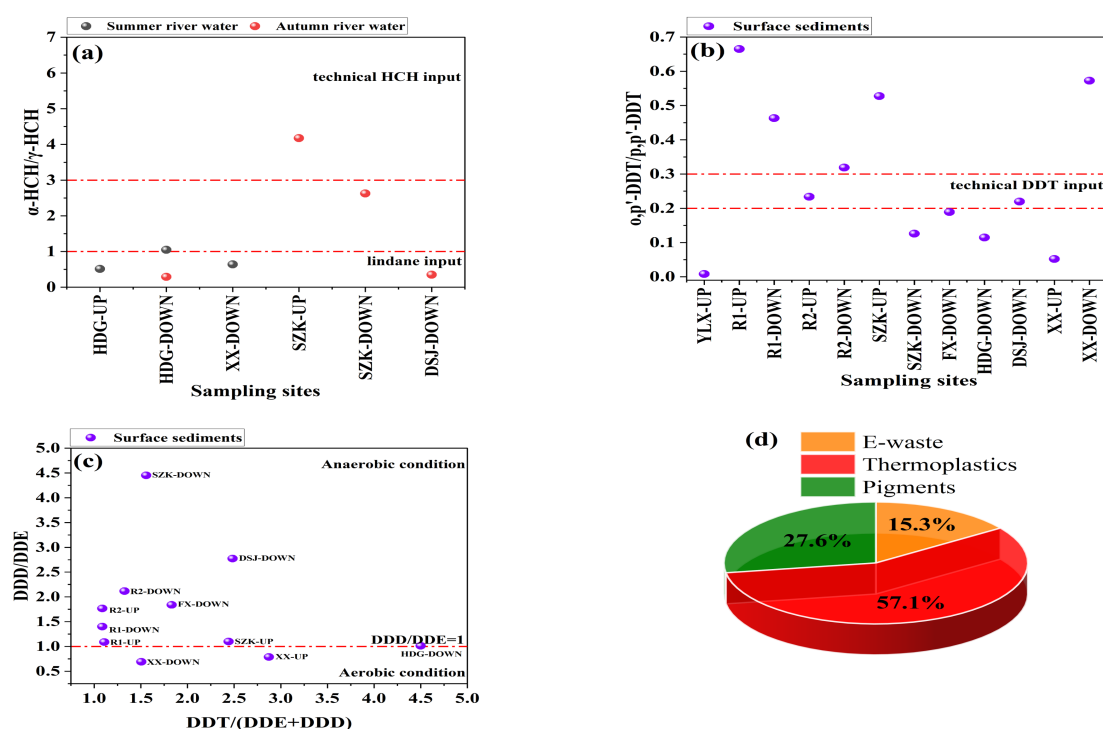 Summer river water
Autumn river water
(a)
7
6
5
4
3
2
1
0
technical HCH input
lindane input
α-HCH/γ-HCH
HDG-UP
HDG-DOWN
XX-DOWN
SZK-UP
SZK-DOWN
DSJ-DOWN
Sampling sites
Surface sediments
(b)
0.7
0.6
0.5
0.4
0.3
0.2
0.1
0.0
technical DDT input
o,p'-DDT/p,p'-DDT
YLX-UP
R1-UP
R1-DOWN
R2-UP
R2-DOWN
SZK-UP
SZK-DOWN
FX-DOWN
HDG-DOWN
DSJ-DOWN
XX-UP
XX-DOWN
Sampling sites
Surface sediments
(c)
5.0
4.5
4.0
3.5
3.0
2.5
2.0
1.5
1.0
0.5
DDD/DDE
Anaerobic condition
SZK-DOWN
DSJ-DOWN
R2-DOWN
R2-UP
FX-DOWN
R1-DOWN
R1-UP
SZK-UP
DDD/DDE=1
HDG-DOWN
XX-DOWN
XX-UP
Aerobic condition
1.0 1.5 2.0 2.5 3.0 3.5 4.0 4.5 5.0
DDT/(DDE+DDD)
(d)
E-waste
Thermoplastics
Pigments
15.3%
27.6%
57.1%